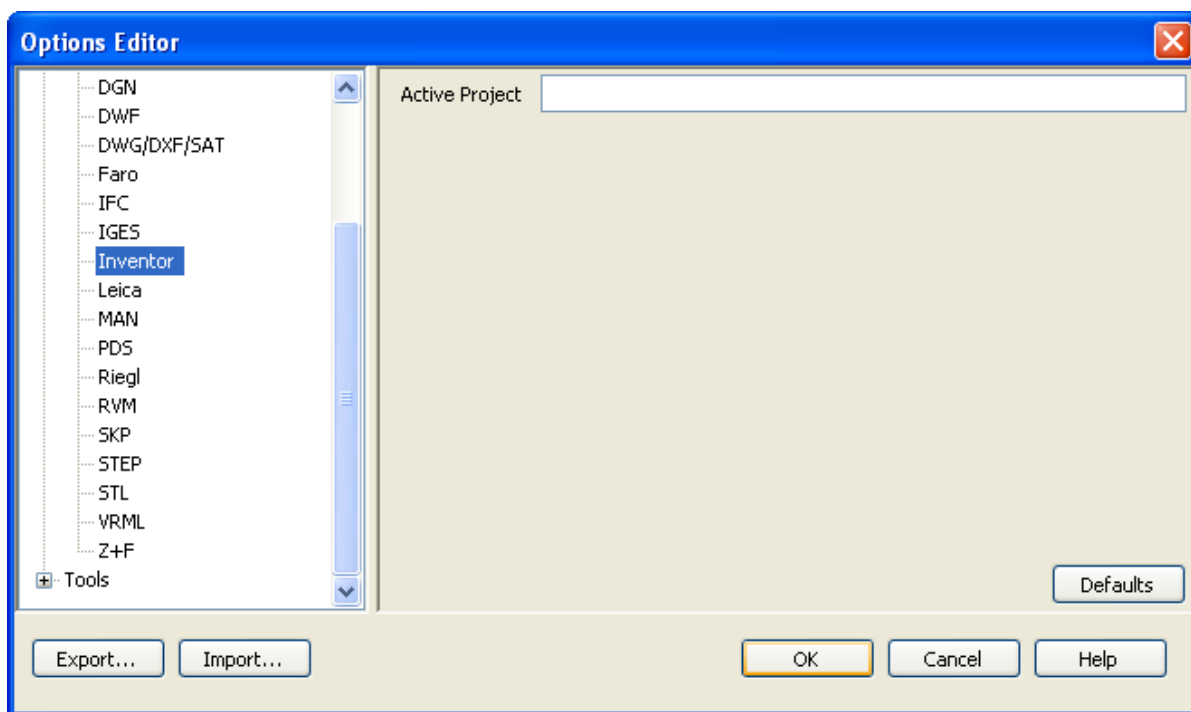 Options Editor
DGN
DWF
DWG/DXF/SAT
Faro
IFC
IGES
Inventor
Leica
MAN
PDS
Riegl
RVM
SKP
STEP
STL
VRML
Z+F
Tools
Active Project
Defaults
Export...
Import...
OK
Cancel
Help